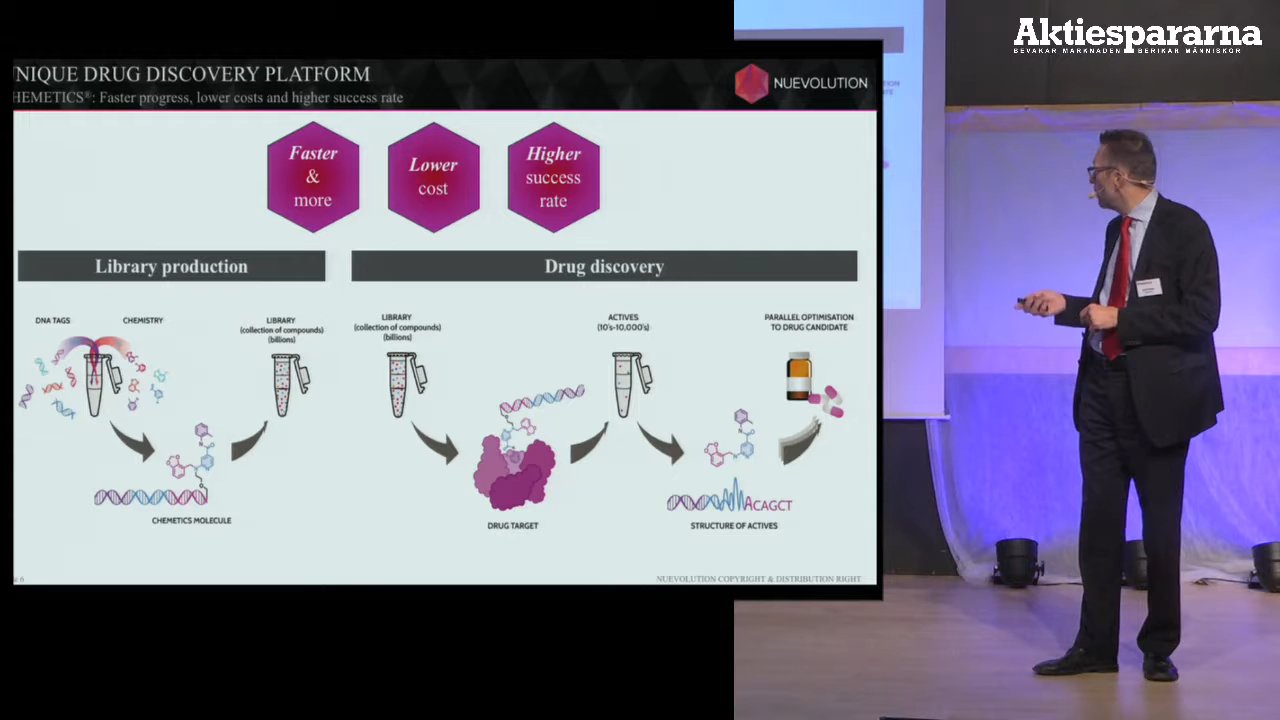 Aktiespararna
BEVAKAR MARKNADEN BERIKAR MÄNNISKOR
NIQUE DRUG DISCOVERY PLATFORM
HEMETICS®: Faster progress, lower costs and higher success rate
NUEVOLUTION
Faster
&
more
Lower
cost
Higher
success
rate
Library production
Drug discovery
DNA TAGS
CHEMISTRY
LIBRARY
(collection of compounds)
(billions)
CHEMETICS MOLECULE
LIBRARY
(collection of compounds)
(billions)
DRUG TARGET
ACTIVES
(10's-10,000's)
ACAGCT
STRUCTURE OF ACTIVES
PARALLEL OPTIMISATION
TO DRUG CANDIDATE
6
NUEVOLUTION COPYRIGHT & DISTRIBUTION RIGHT